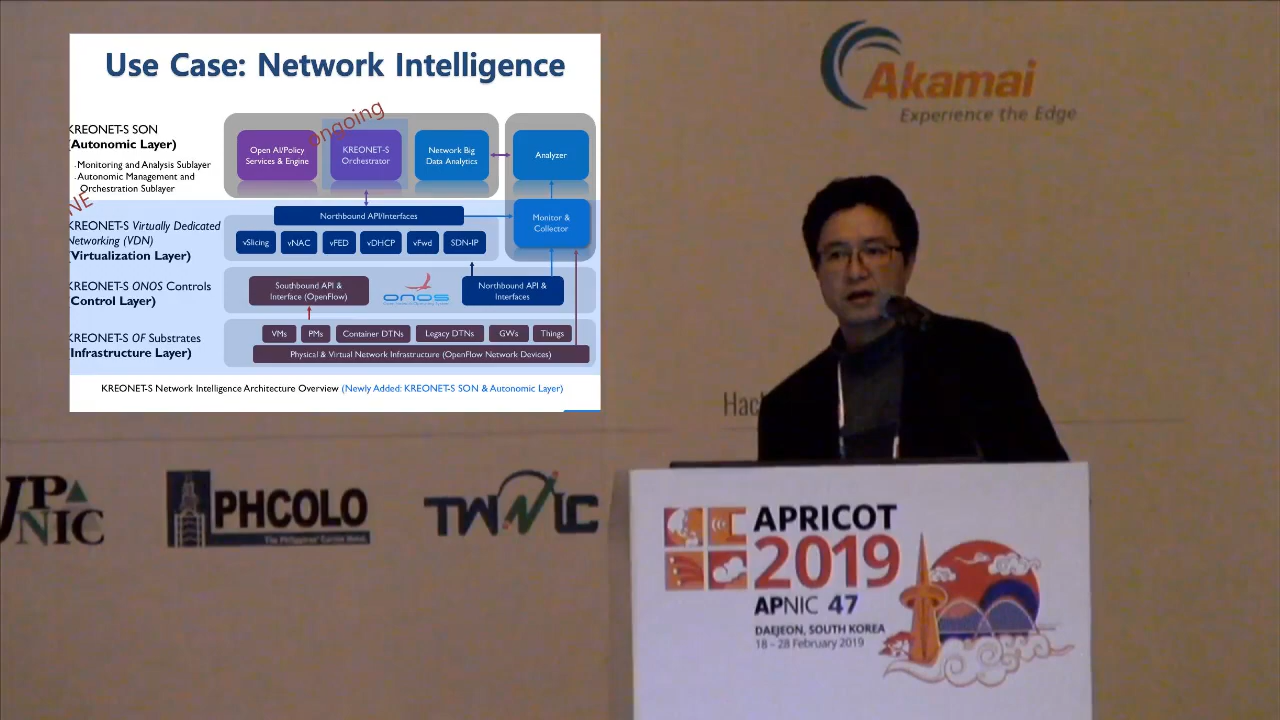 Use Case: Network Intelligence
ongoing
KREONET-S SON
(Autonomic Layer)
Monitoring and Analysis Sublayer
Autonomic Management and
Orchestration Sublayer
Open AI/Policy
Services & Engine
KREONET-S
Orchestrator
Network Big
Data Analytics
Analyzer
NE
KREONET-S Virtually Dedicated
Networking (VDN)
(Virtualization Layer)
Northbound API/Interfaces
Monitor &
Collector
vSlicing
vNAC
vFED
vDHCP
vFwd
SDN-IP
KREONET-S ONOS Controls
(Control Layer)
Southbound API &
Interface (OpenFlow)
onos
Northbound API &
Interfaces
KREONET-S OF Substrates
(Infrastructure Layer)
VMs
PMs
Container DTNs
Legacy DTNs
GWs
Things
Physical & Virtual Network Infrastructure (OpenFlow Network Devices)
KREONET-S Network Intelligence Architecture Overview (Newly Added: KREONET-S SON & Autonomic Layer)
Akamai
Experience the Edge
Hac
JPNIC
PHCOLO
TWNIC
APRICOT
2019
APNIC 47
DAEJEON, SOUTH KOREA
18 – 28 February 2019